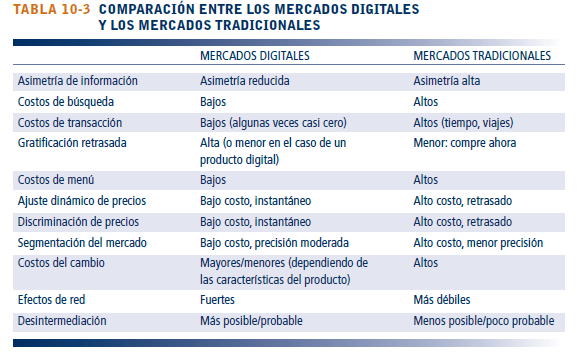 TABLA 10-3 COMPARACIÓN ENTRE LOS MERCADOS DIGITALES
Y LOS MERCADOS TRADICIONALES
MERCADOS DIGITALES MERCADOS TRADICIONALES
Asimetría de información Asimetría reducida Asimetría alta
Costos de búsqueda Bajos Altos
Costos de transacción Bajos (algunas veces casi cero) Altos (tiempo, viajes)
Gratificación retrasada Alta (o menor en el caso de un Menor: compre ahora
producto digital)
Costos de menú Bajos Altos
Ajuste dinámico de precios Bajo costo, instantáneo Alto costo, retrasado
Discriminación de precios Bajo costo, instantáneo Alto costo, retrasado
Segmentación del mercado Bajo costo, precisión moderada Alto costo, menor precisión
Costos del cambio Mayores/menores (dependiendo de Altos
las características del producto)
Efectos de red Fuertes Más débiles
Desintermediación Más posible/probable Menos posible/poco probable